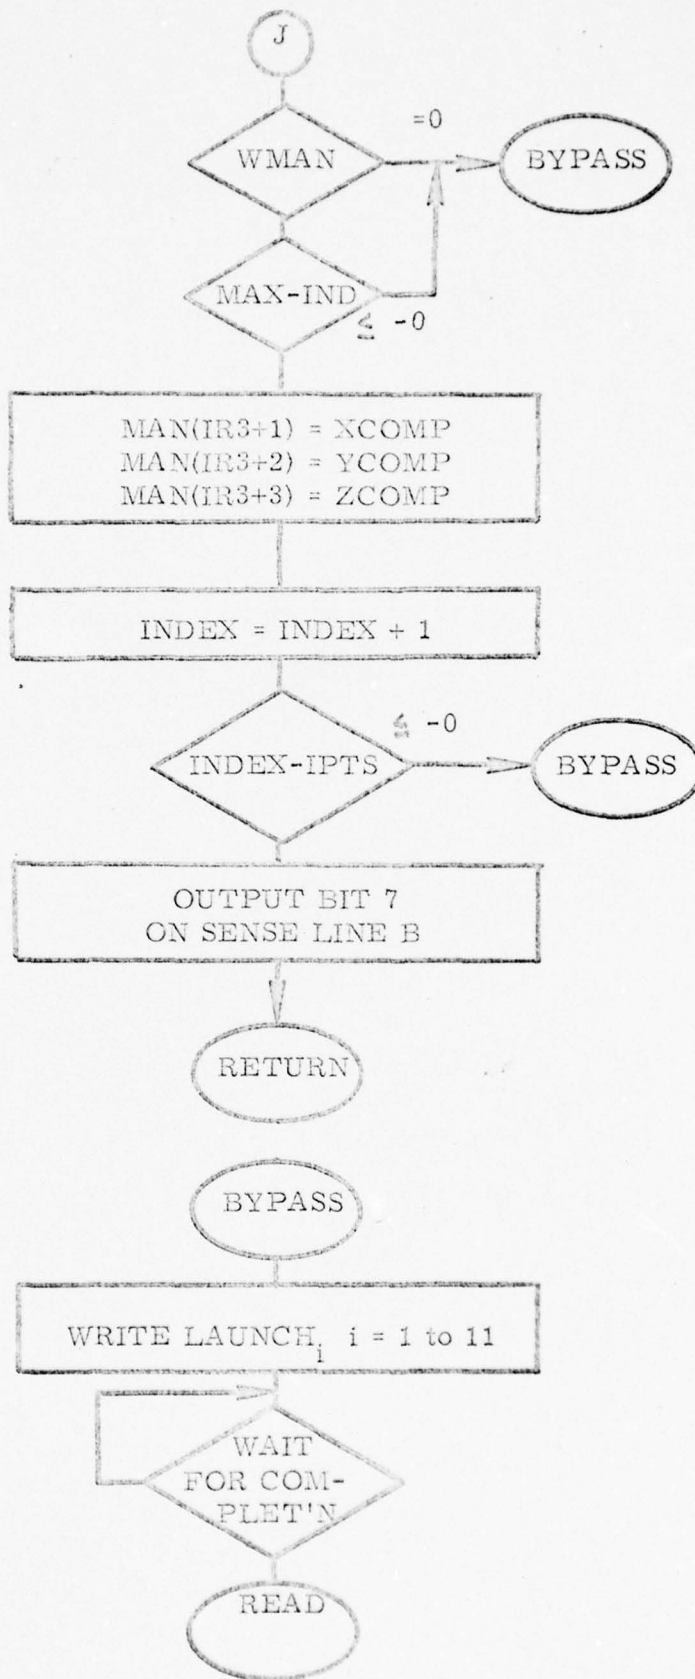 J
=0
WMAN
BYPASS
MAX-IND
≤ -0
MAN(IR3+1) = XCOMP
MAN(IR3+2) = YCOMP
MAN(IR3+3) = ZCOMP
INDEX = INDEX + 1
≤ -0
INDEX-IPTS
BYPASS
OUTPUT BIT 7
ON SENSE LINE B
RETURN
BYPASS
WRITE LAUNCHᵢ i = 1 to 11
WAIT
FOR COM-
PLET'N
READ